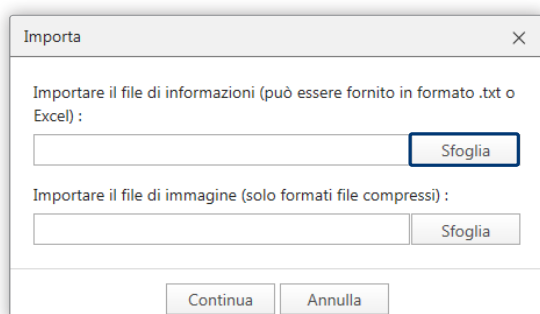 Importa
Importare il file di informazioni (può essere fornito in formato .txt o
Excel) :
Sfoglia
Importare il file di immagine (solo formati file compressi) :
Sfoglia
Continua Annulla